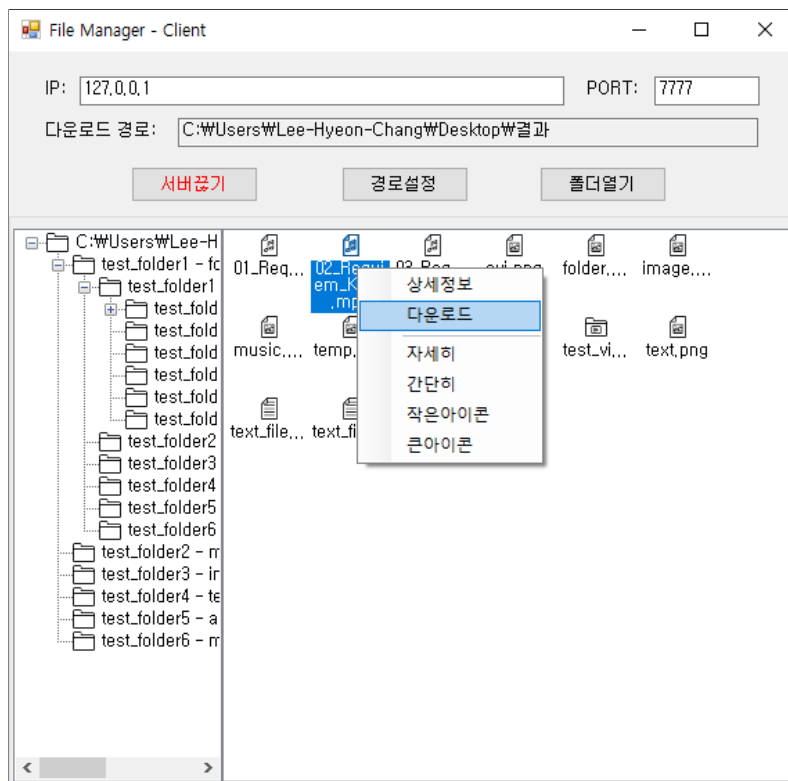 File Manager - Client
IP: 127.0.0.1 PORT: 7777
다운로드 경로: C:₩Users₩Lee-Hyeon-Chang₩Desktop₩결과
서버끊기 경로설정 폴더열기
C:₩Users₩Lee-H
test_folder1 - fc
test_folder1
test_fold
test_fold
test_fold
test_fold
test_fold
test_fold
test_folder2
test_folder3
test_folder4
test_folder5
test_folder6
test_folder2 - m
test_folder3 - ir
test_folder4 - te
test_folder5 - a
test_folder6 - m
01_Req... 02_Requi 03_Req... avi.png folder.... image....
em_K
.mp
music.... temp. test_vi... text.png
text_file... text_fi
상세정보
다운로드
자세히
간단히
작은아이콘
큰아이콘